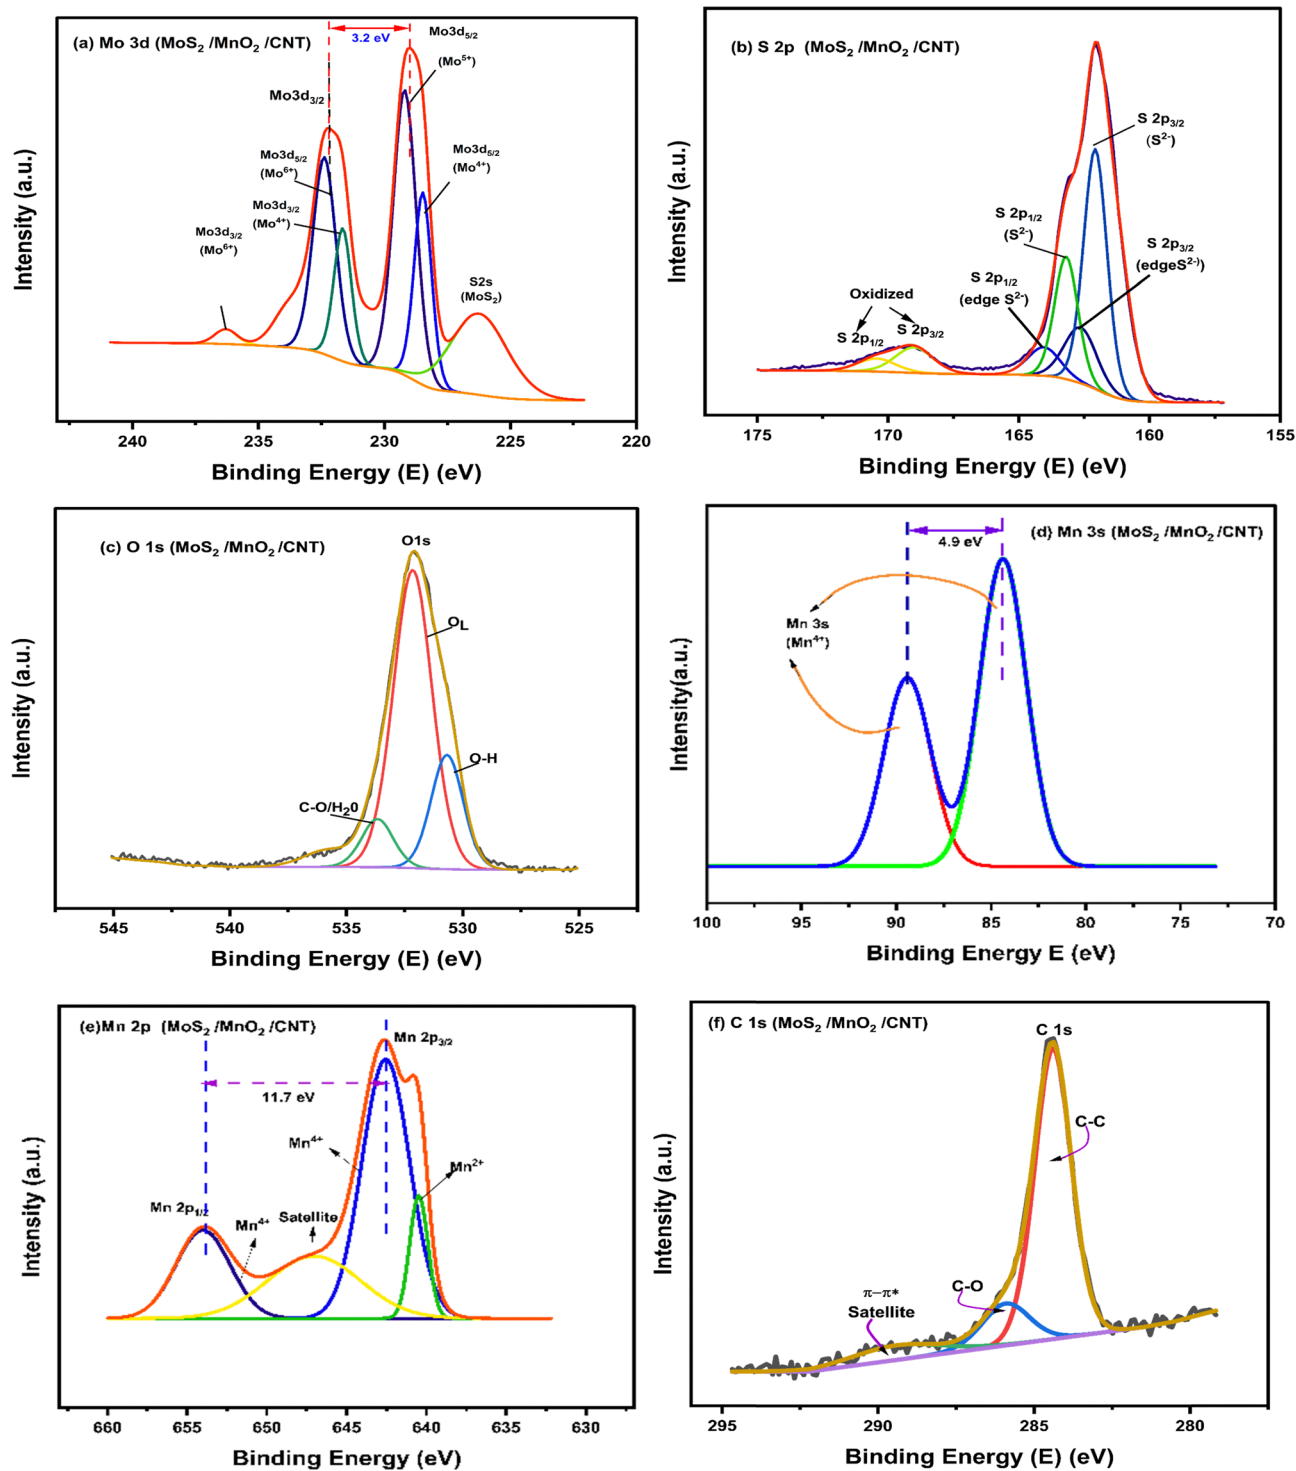 (a) Mo 3d (MoS₂ /MnO₂ /CNT)
3.2 eV
Mo3d₅/₂
(Mo⁵⁺)
Mo3d₃/₂
Mo3d₅/₂
(Mo⁶⁺)
Mo3d₅/₂
(Mo⁴⁺)
Mo3d₃/₂
(Mo⁴⁺)
Mo3d₃/₂
(Mo⁶⁺)
S2s
(MoS₂)
Intensity (a.u.)
240 235 230 225 220
Binding Energy (E) (eV)
(b) S 2p (MoS₂ /MnO₂ /CNT)
S 2p₃/₂
(S²⁻)
S 2p₁/₂
(S²⁻)
S 2p₃/₂
(edgeS²⁻)
S 2p₁/₂
(edge S²⁻)
Oxidized
S 2p₁/₂
S 2p₃/₂
Intensity (a.u.)
175 170 165 160 155
Binding Energy (E) (eV)
(c) O 1s (MoS₂ /MnO₂ /CNT)
O1s
O_L
O-H
C-O/H₂0
Intensity (a.u.)
545 540 535 530 525
Binding Energy (E) (eV)
(d) Mn 3s (MoS₂ /MnO₂ /CNT)
4.9 eV
Mn 3s
(Mn⁴⁺)
Intensity(a.u.)
100 95 90 85 80 75 70
Binding Energy E (eV)
(e)Mn 2p (MoS₂ /MnO₂ /CNT)
Mn 2p₃/₂
11.7 eV
Mn⁴⁺
Mn²⁺
Mn 2p₁/₂
Mn⁴⁺
Satellite
Intensity (a.u.)
660 655 650 645 640 635 630
Binding Energy (E) (eV)
(f) C 1s (MoS₂ /MnO₂ /CNT)
C 1s
C-C
C-O
π–π*
Satellite
Intensity (a.u.)
295 290 285 280
Binding Energy (E) (eV)